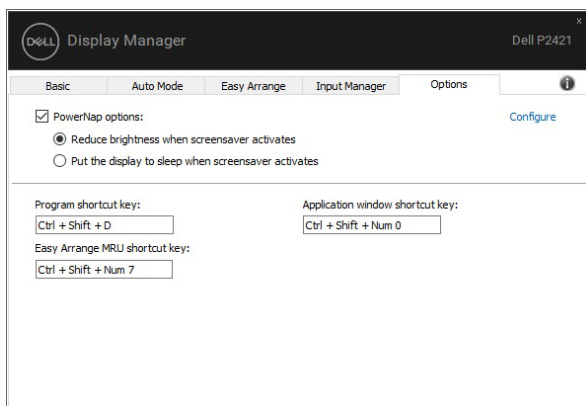 DELL Display Manager
Dell P2421
x
Basic
Auto Mode
Easy Arrange
Input Manager
Options
i
PowerNap options:
Configure
Reduce brightness when screensaver activates
Put the display to sleep when screensaver activates
Program shortcut key:
Application window shortcut key:
Ctrl + Shift + D
Ctrl + Shift + Num 0
Easy Arrange MRU shortcut key:
Ctrl + Shift + Num 7